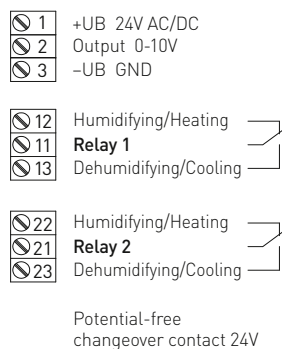 1 +UB 24V AC/DC
2 Output 0-10V
3 –UB GND
12 Humidifying/Heating
11 Relay 1
13 Dehumidifying/Cooling
22 Humidifying/Heating
21 Relay 2
23 Dehumidifying/Cooling
Potential-free
changeover contact 24V